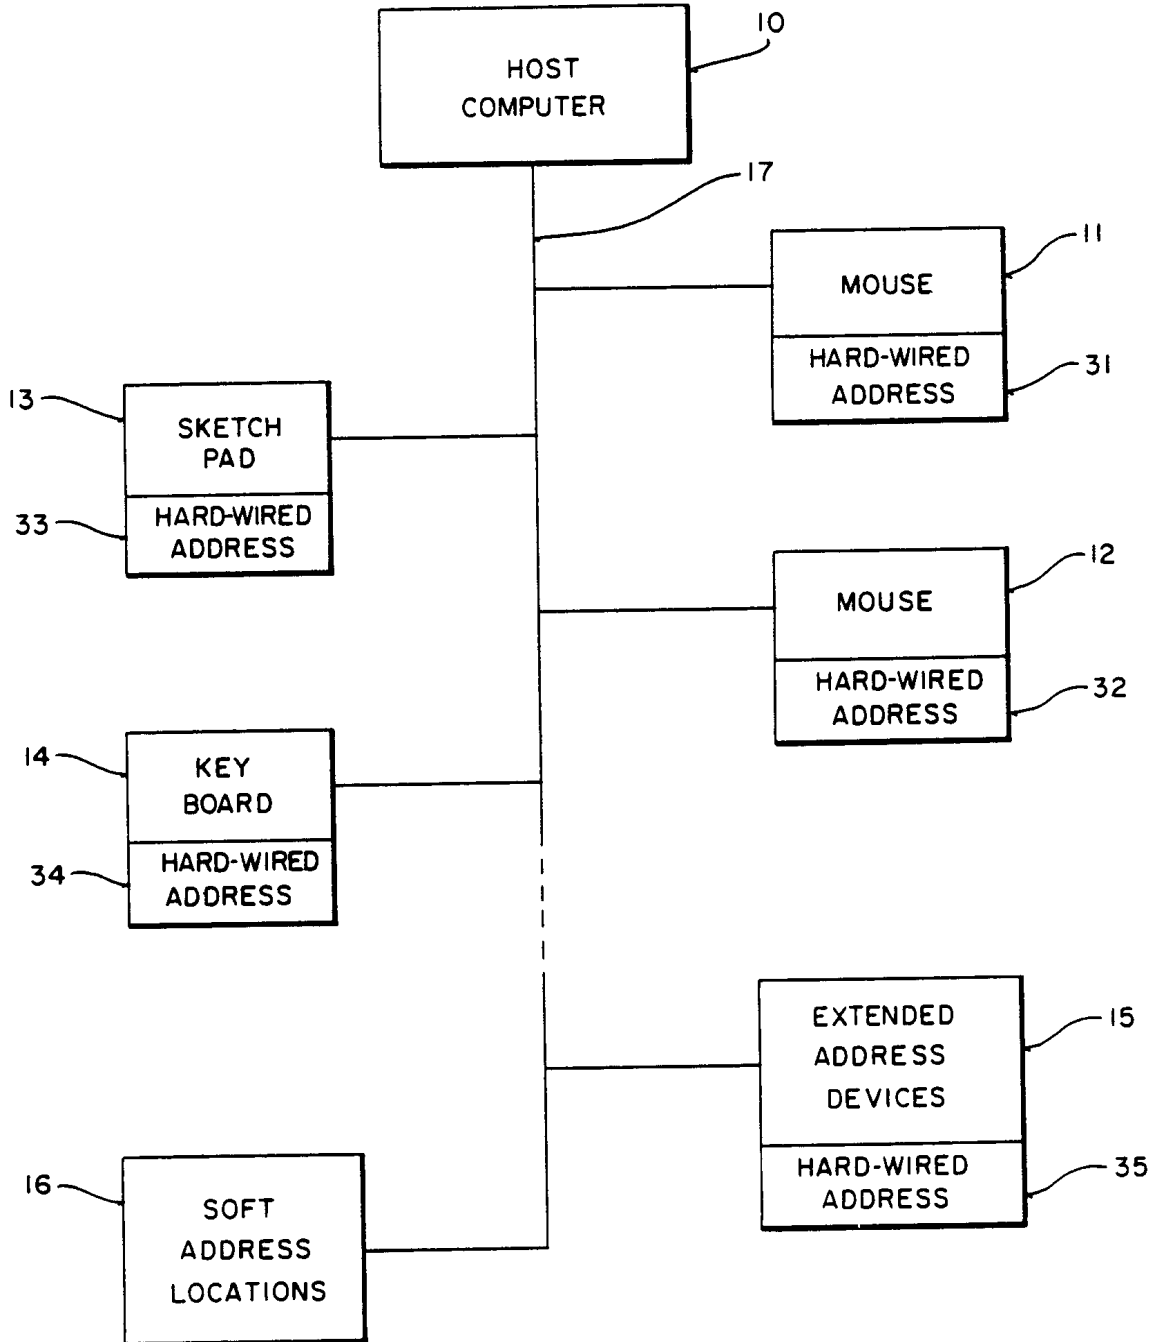 10
HOST
COMPUTER
17
11
MOUSE
HARD-WIRED
ADDRESS
31
13
SKETCH
PAD
33
HARD-WIRED
ADDRESS
12
MOUSE
HARD-WIRED
ADDRESS
32
14
KEY
BOARD
34
HARD-WIRED
ADDRESS
15
EXTENDED
ADDRESS
DEVICES
HARD-WIRED
ADDRESS
35
16
SOFT
ADDRESS
LOCATIONS